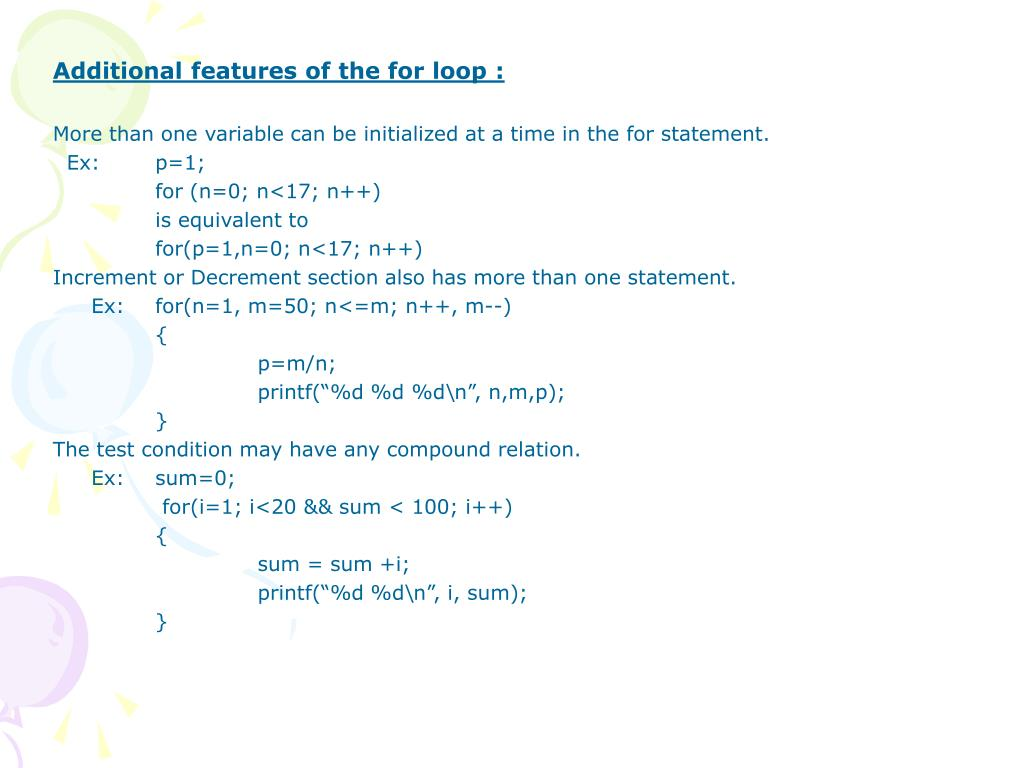 Additional features of the for loop :
More than one variable can be initialized at a time in the for statement.
Ex: p=1;
for (n=0; n<17; n++)
is equivalent to
for(p=1,n=0; n<17; n++)
Increment or Decrement section also has more than one statement.
Ex: for(n=1, m=50; n<=m; n++, m--)
{
p=m/n;
printf(“%d %d %d\n”, n,m,p);
}
The test condition may have any compound relation.
Ex: sum=0;
for(i=1; i<20 && sum < 100; i++)
{
sum = sum +i;
printf(“%d %d\n”, i, sum);
}